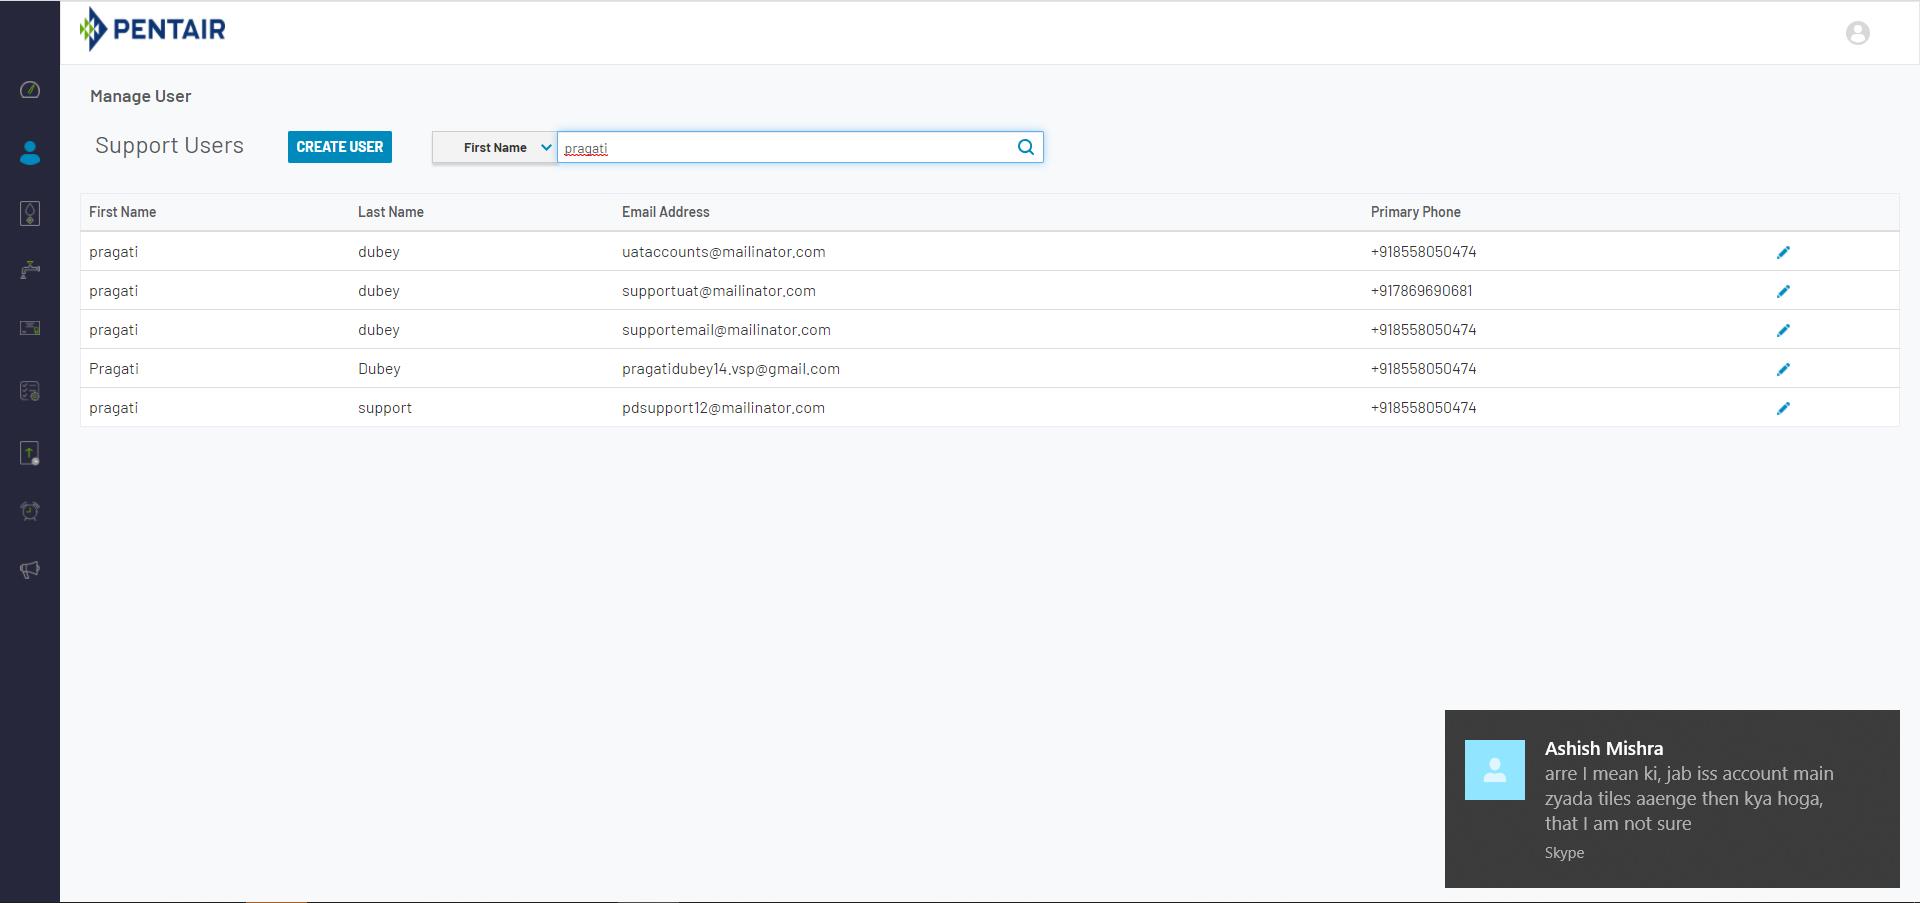 PENTAIR
Manage User
Support Users
CREATE USER
First Name
pragati
First Name Last Name Email Address Primary Phone
pragati dubey uataccounts@mailinator.com +918558050474
pragati dubey supportuat@mailinator.com +917869690681
pragati dubey supportemail@mailinator.com +918558050474
Pragati Dubey pragatidubey14.vsp@gmail.com +918558050474
pragati support pdsupport12@mailinator.com +918558050474
Ashish Mishra
arre I mean ki, jab iss account main
zyada tiles aaenge then kya hoga,
that I am not sure
Skype